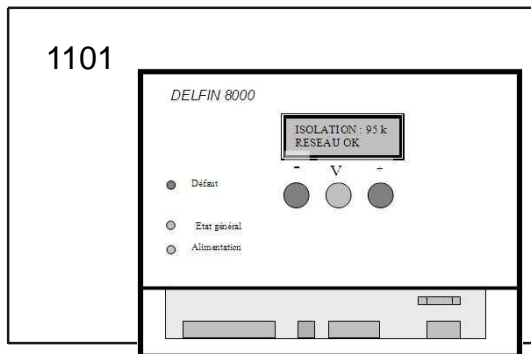 1101
DELFIN 8000
ISOLATION : 95 k
RESEAU OK
- V +
Défaut
Etat général
Alimentation